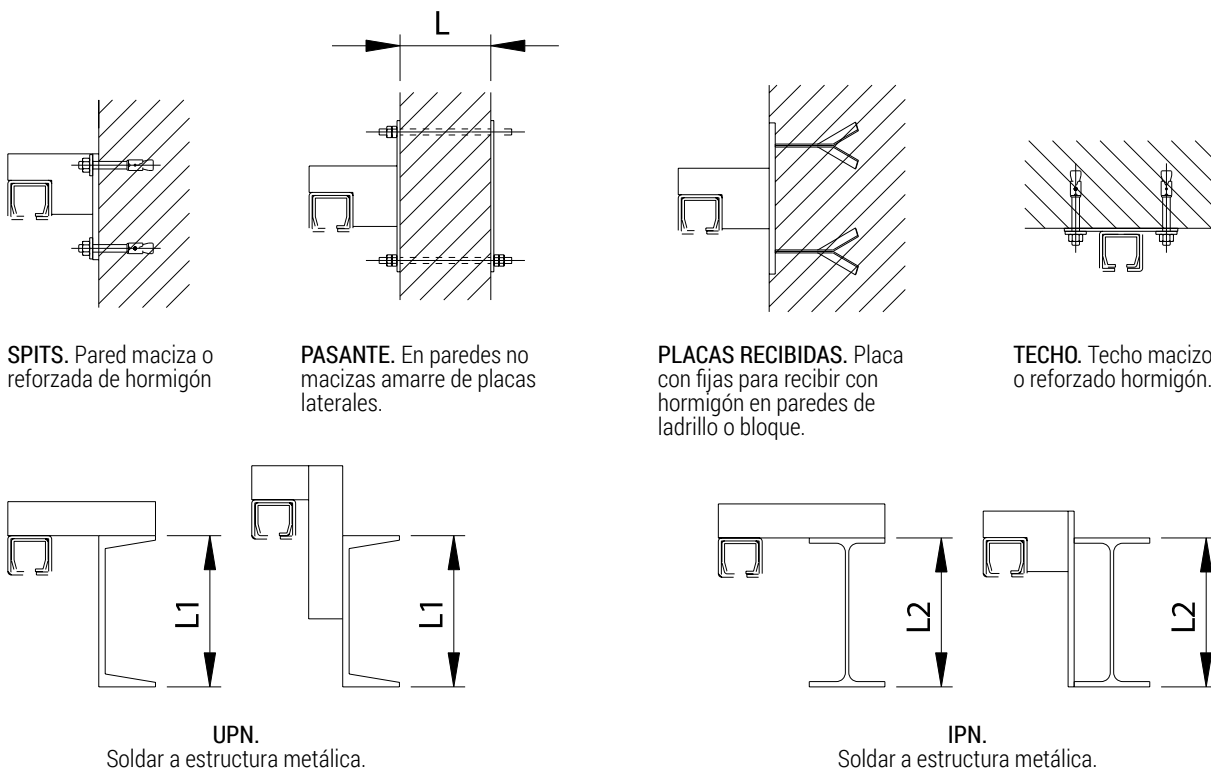 L
SPITS. Pared maciza o
reforzada de hormigón
PASANTE. En paredes no
macizas amarre de placas
laterales.
PLACAS RECIBIDAS. Placa
con fijas para recibir con
hormigón en paredes de
ladrillo o bloque.
TECHO. Techo macizo
o reforzado hormigón.
L1
L1
L2
L2
UPN.
Soldar a estructura metálica.
IPN.
Soldar a estructura metálica.